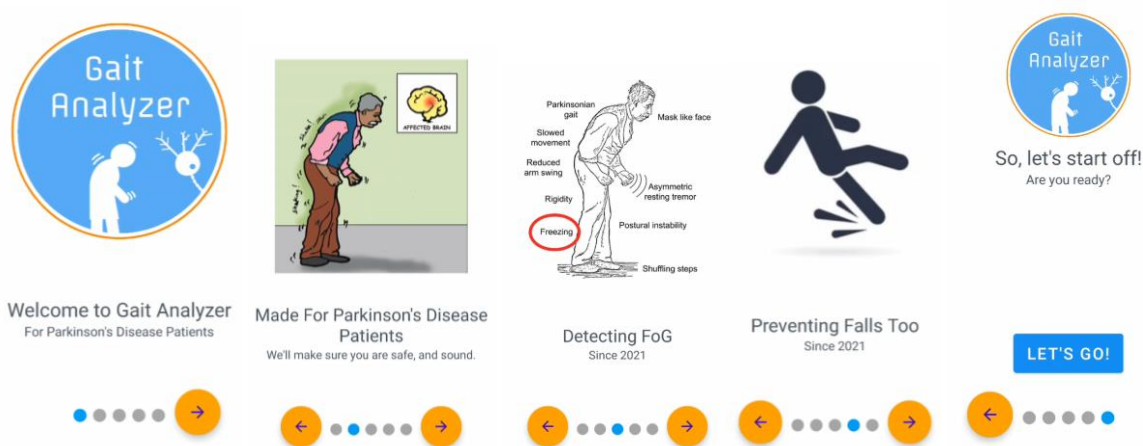 Gait
Analyzer
Welcome to Gait Analyzer
For Parkinson's Disease Patients
AFFECTED BRAIN
Made For Parkinson's Disease
Patients
We'll make sure you are safe, and sound.
Parkinsonian
gait
Mask like face
Slowed
movement
Reduced
arm swing
Rigidity
Asymmetric
resting tremor
Freezing
Postural instability
Shuffling steps
Detecting FoG
Since 2021
Preventing Falls Too
Since 2021
Gait
Analyzer
So, let's start off!
Are you ready?
LET'S GO!